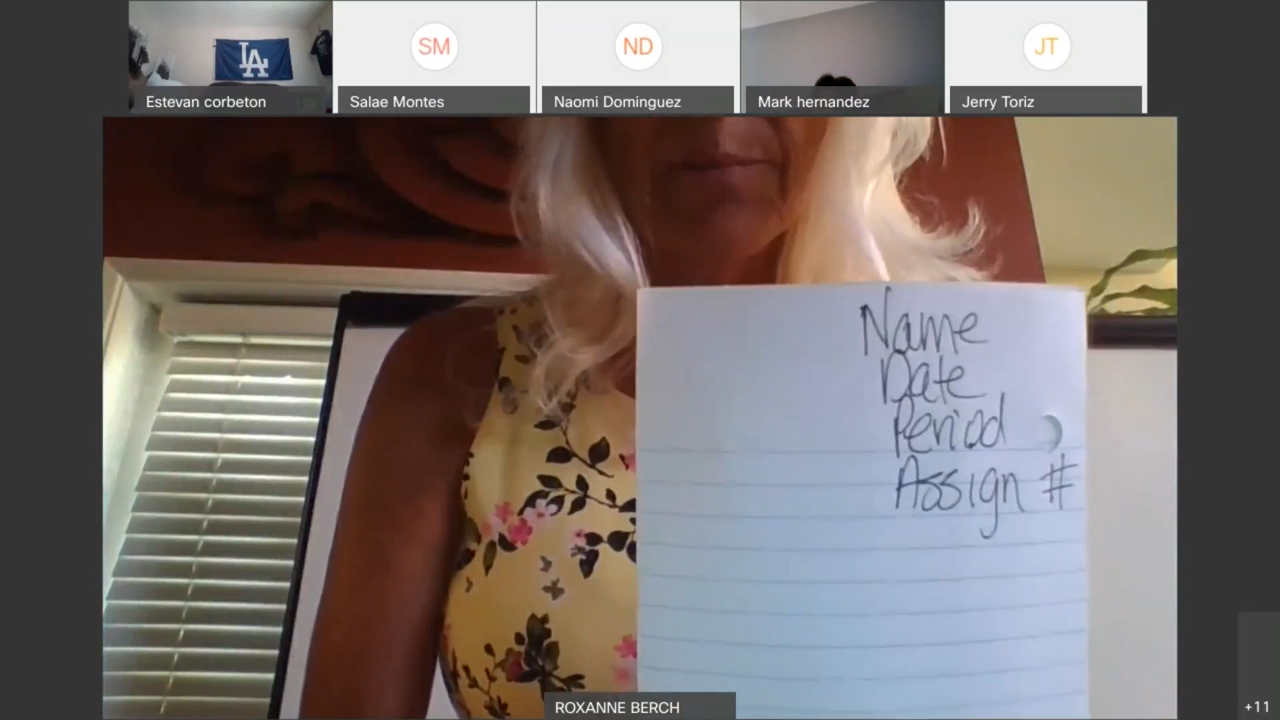 LA
SM
ND
JT
Estevan corbeton
Salae Montes
Naomi Dominguez
Mark hernandez
Jerry Toriz
Name
Date
Period
Assign #
ROXANNE BERCH
+11